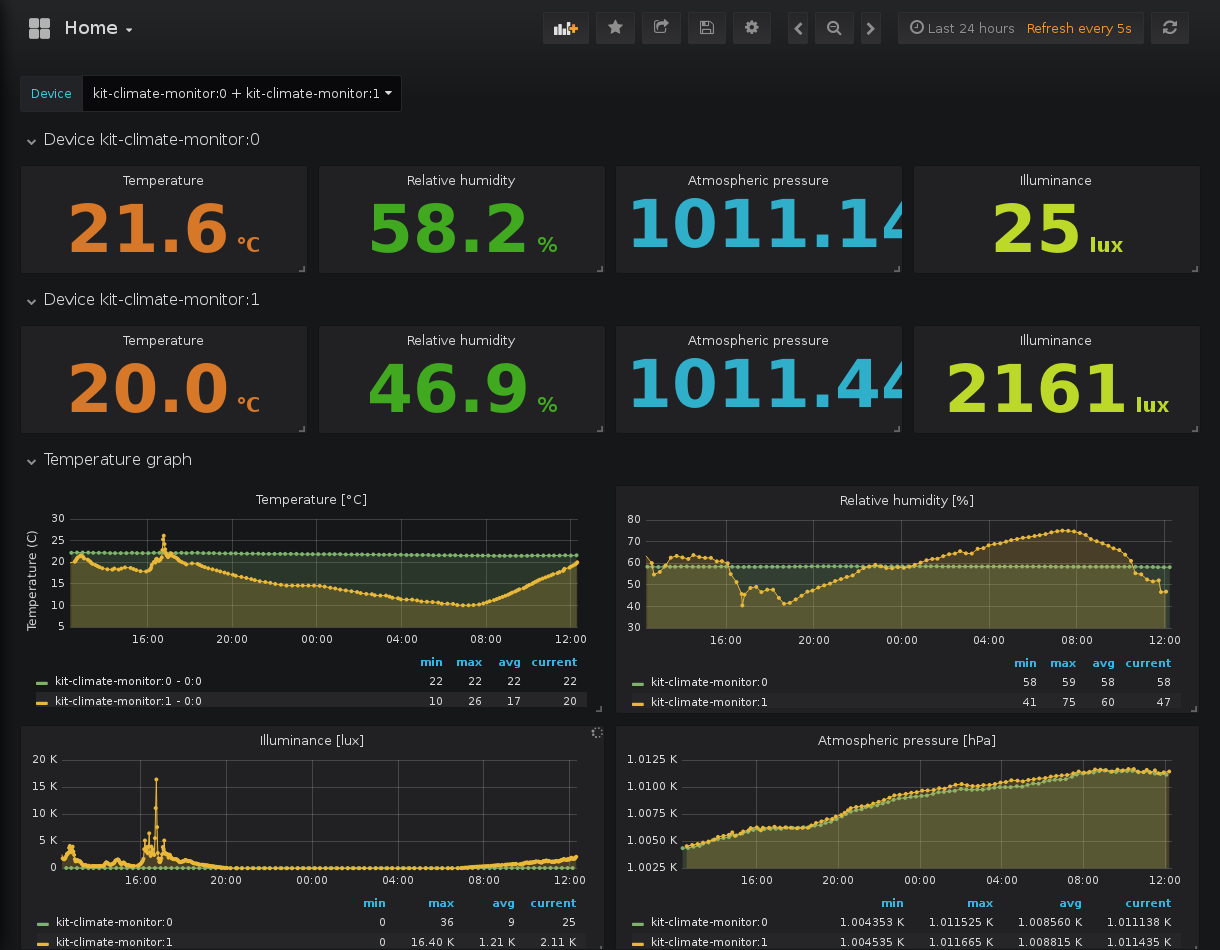 Home
Last 24 hours Refresh every 5s
Device kit-climate-monitor:0 + kit-climate-monitor:1
Device kit-climate-monitor:0
Temperature Relative humidity Atmospheric pressure Illuminance
21.6 °C 58.2 % 1011.14 25 lux
Device kit-climate-monitor:1
Temperature Relative humidity Atmospheric pressure Illuminance
20.0 °C 46.9 % 1011.44 2161 lux
Temperature graph
Temperature [°C]
Temperature (C)
30
25
20
15
10
5
16:00 20:00 00:00 04:00 08:00 12:00
min max avg current
kit-climate-monitor:0 - 0:0 22 22 22 22
kit-climate-monitor:1 - 0:0 10 26 17 20
Relative humidity [%]
80
70
60
50
40
30
16:00 20:00 00:00 04:00 08:00 12:00
min max avg current
kit-climate-monitor:0 58 59 58 58
kit-climate-monitor:1 41 75 60 47
Illuminance [lux]
20 K
15 K
10 K
5 K
0
16:00 20:00 00:00 04:00 08:00 12:00
min max avg current
kit-climate-monitor:0 0 36 9 25
kit-climate-monitor:1 0 16.40 K 1.21 K 2.11 K
Atmospheric pressure [hPa]
1.0125 K
1.0100 K
1.0075 K
1.0050 K
1.0025 K
16:00 20:00 00:00 04:00 08:00 12:00
min max avg current
kit-climate-monitor:0 1.004353 K 1.011525 K 1.008560 K 1.011138 K
kit-climate-monitor:1 1.004535 K 1.011665 K 1.008815 K 1.011435 K